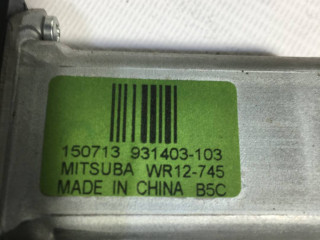 150713 931403-103
MITSUBA WR12-745
MADE IN CHINA B5C